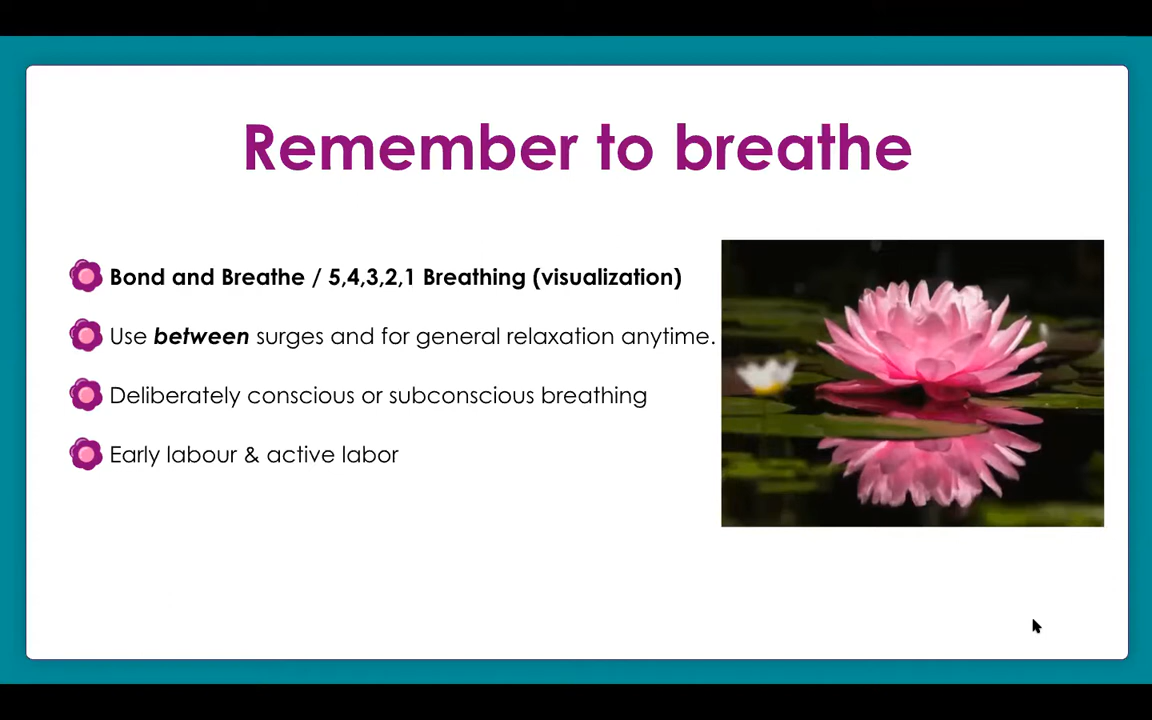 Remember to breathe
Bond and Breathe / 5,4,3,2,1 Breathing (visualization)
Use between surges and for general relaxation anytime.
Deliberately conscious or subconscious breathing
Early labour & active labor